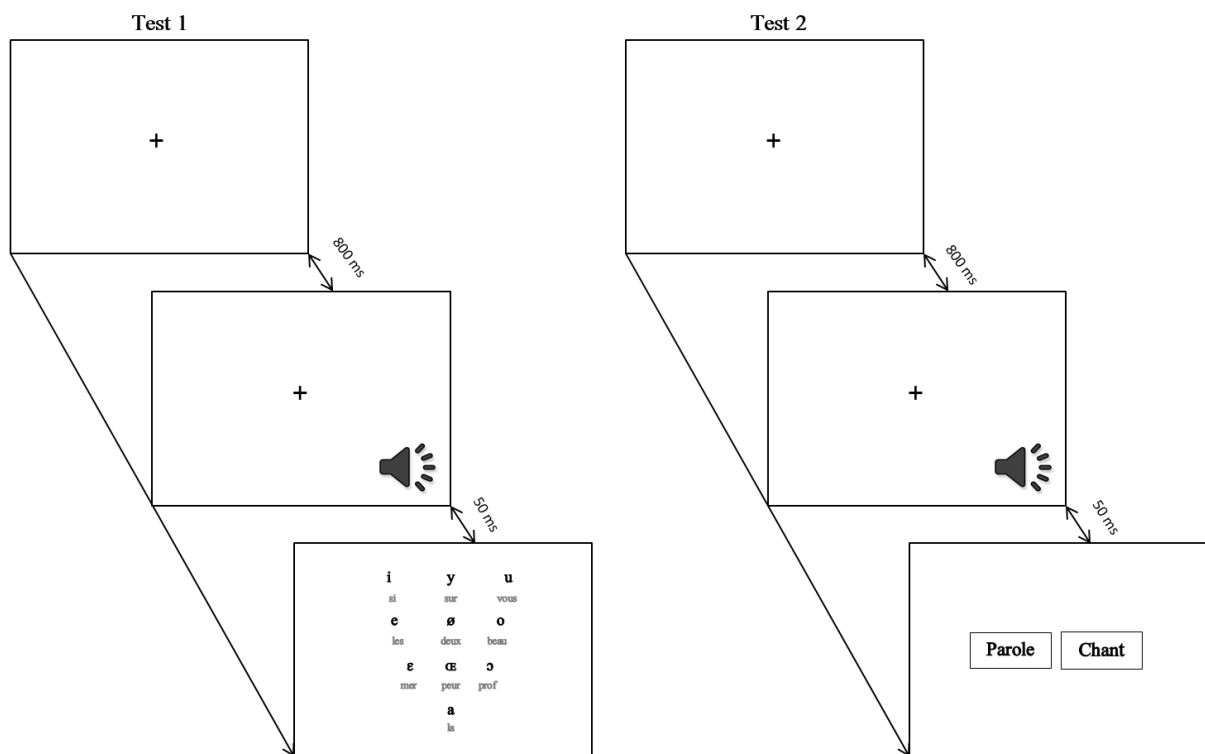 Test 1
+
800 ms
+
50 ms
i y u
si sur vous
e ø o
les deux beau
ɛ ɶ ɔ
mer peur prof
a
la
Test 2
+
800 ms
+
50 ms
Parole Chant